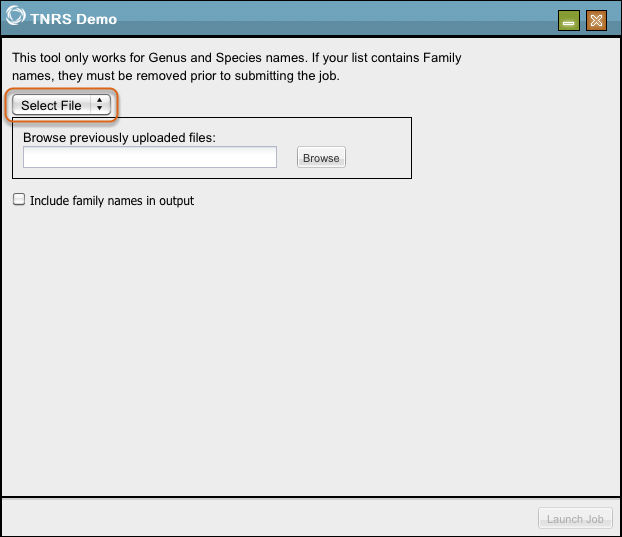 TNRS Demo
This tool only works for Genus and Species names. If your list contains Family
names, they must be removed prior to submitting the job.
Select File
Browse previously uploaded files:
Browse
Include family names in output
Launch Job